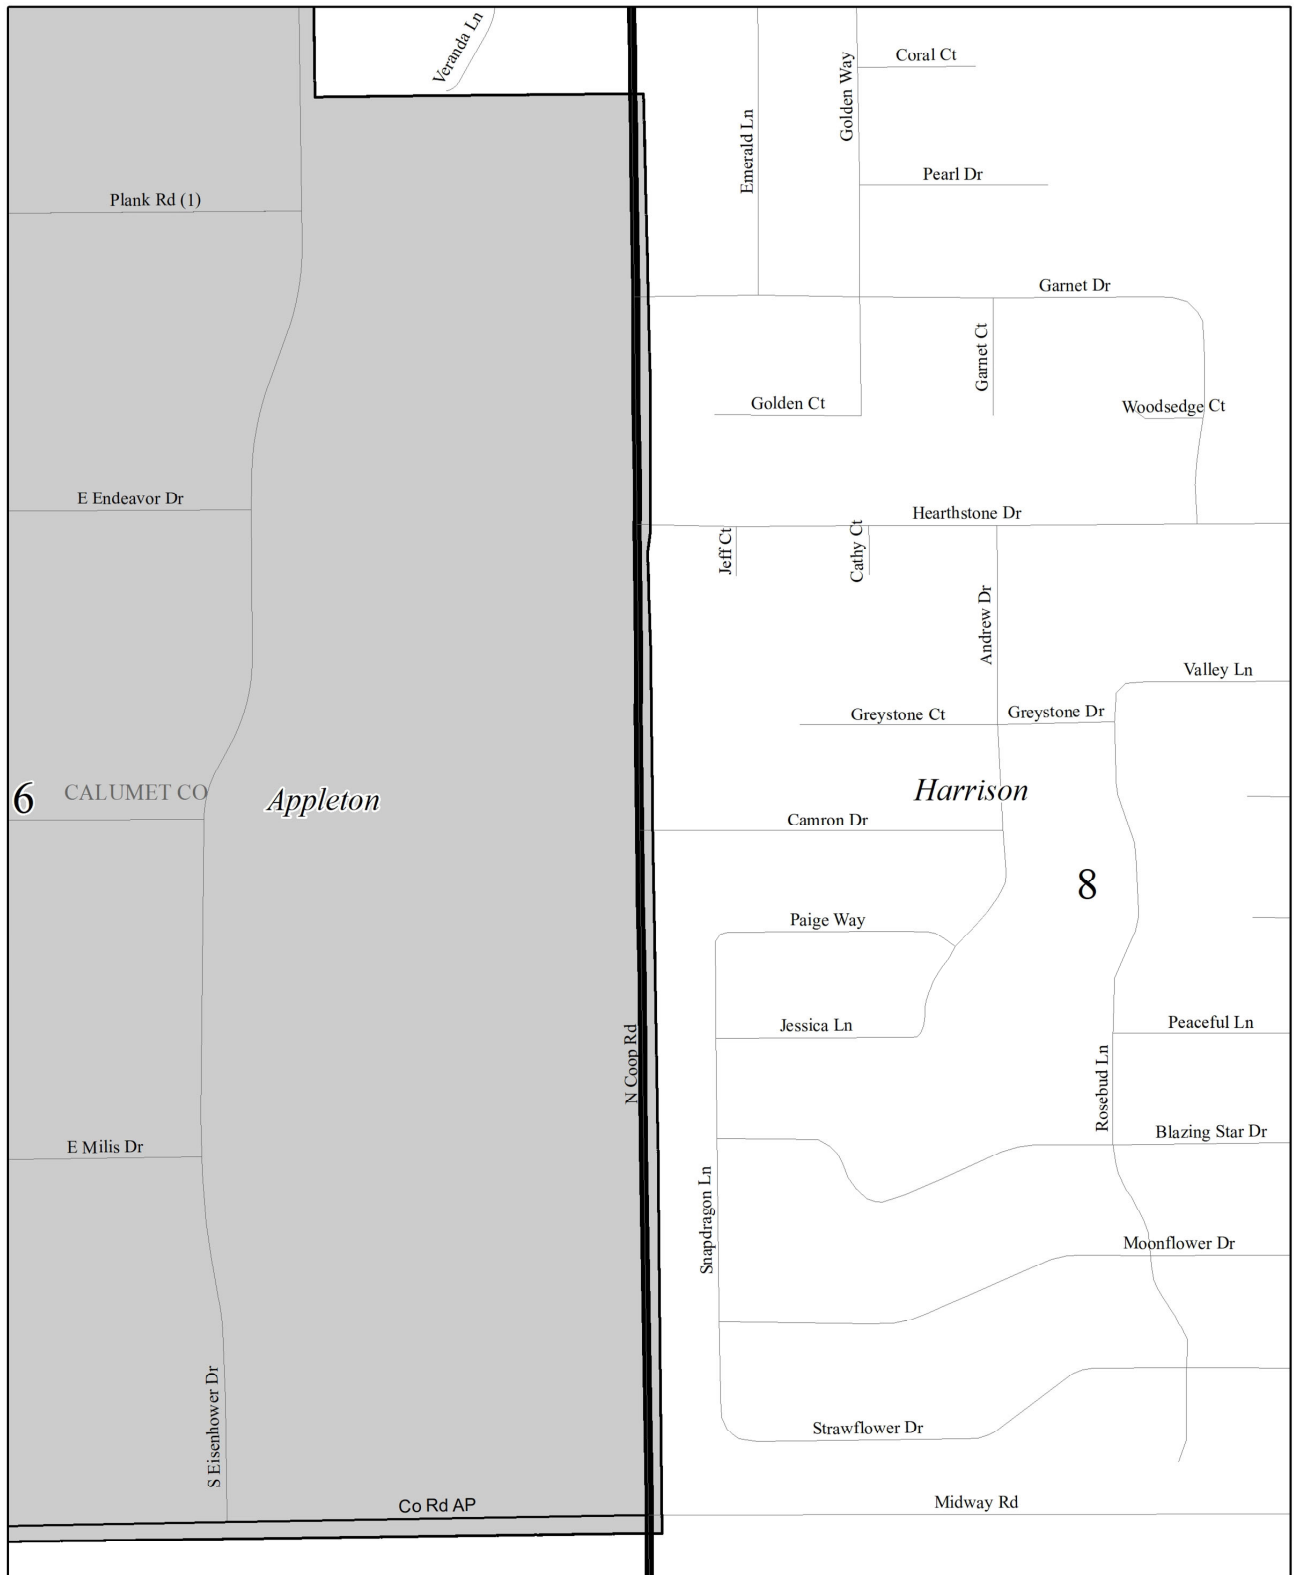 Veranda Ln
Coral Ct
Golden Way
Emerald Ln
Pearl Dr
Plank Rd (1)
Garnet Dr
Garnet Ct
Golden Ct
Woodsedge Ct
E Endeavor Dr
Hearthstone Dr
Jeff Ct
Cathy Ct
Andrew Dr
Valley Ln
Greystone Ct
Greystone Dr
6
CALUMET CO
Appleton
Harrison
Camron Dr
8
Paige Way
Jessica Ln
Peaceful Ln
N Coop Rd
Rosebud Ln
Blazing Star Dr
E Milis Dr
Snapdragon Ln
Moonflower Dr
S Eisenhower Dr
Strawflower Dr
Co Rd AP
Midway Rd